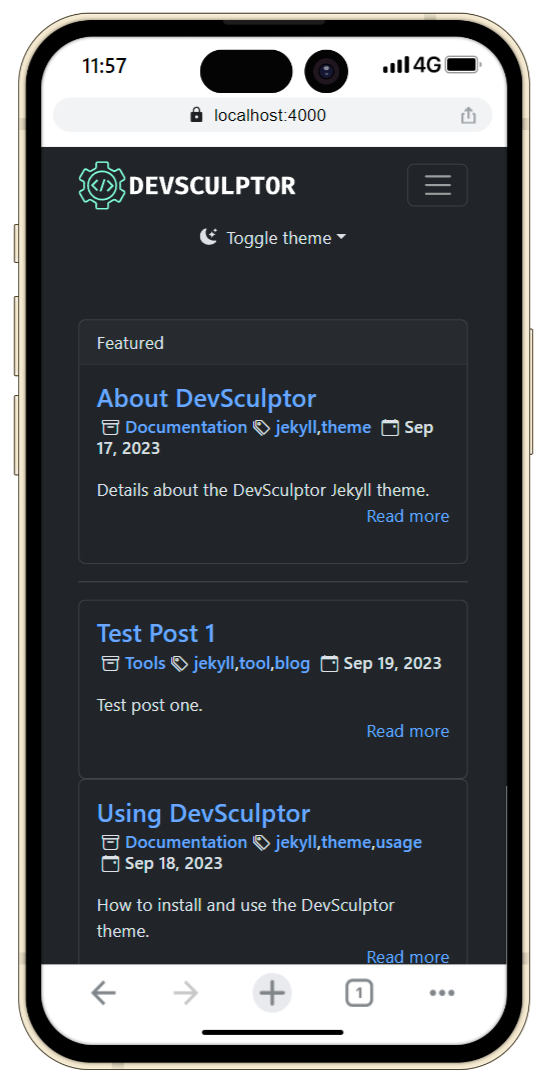 11:57
4G
localhost:4000
DEVSCULPTOR
Toggle theme
Featured
About DevSculptor
Documentation jekyll,theme Sep
17, 2023
Details about the DevSculptor Jekyll theme.
Read more
Test Post 1
Tools jekyll,tool,blog Sep 19, 2023
Test post one.
Read more
Using DevSculptor
Documentation jekyll,theme,usage
Sep 18, 2023
How to install and use the DevSculptor
theme.
Read more
1